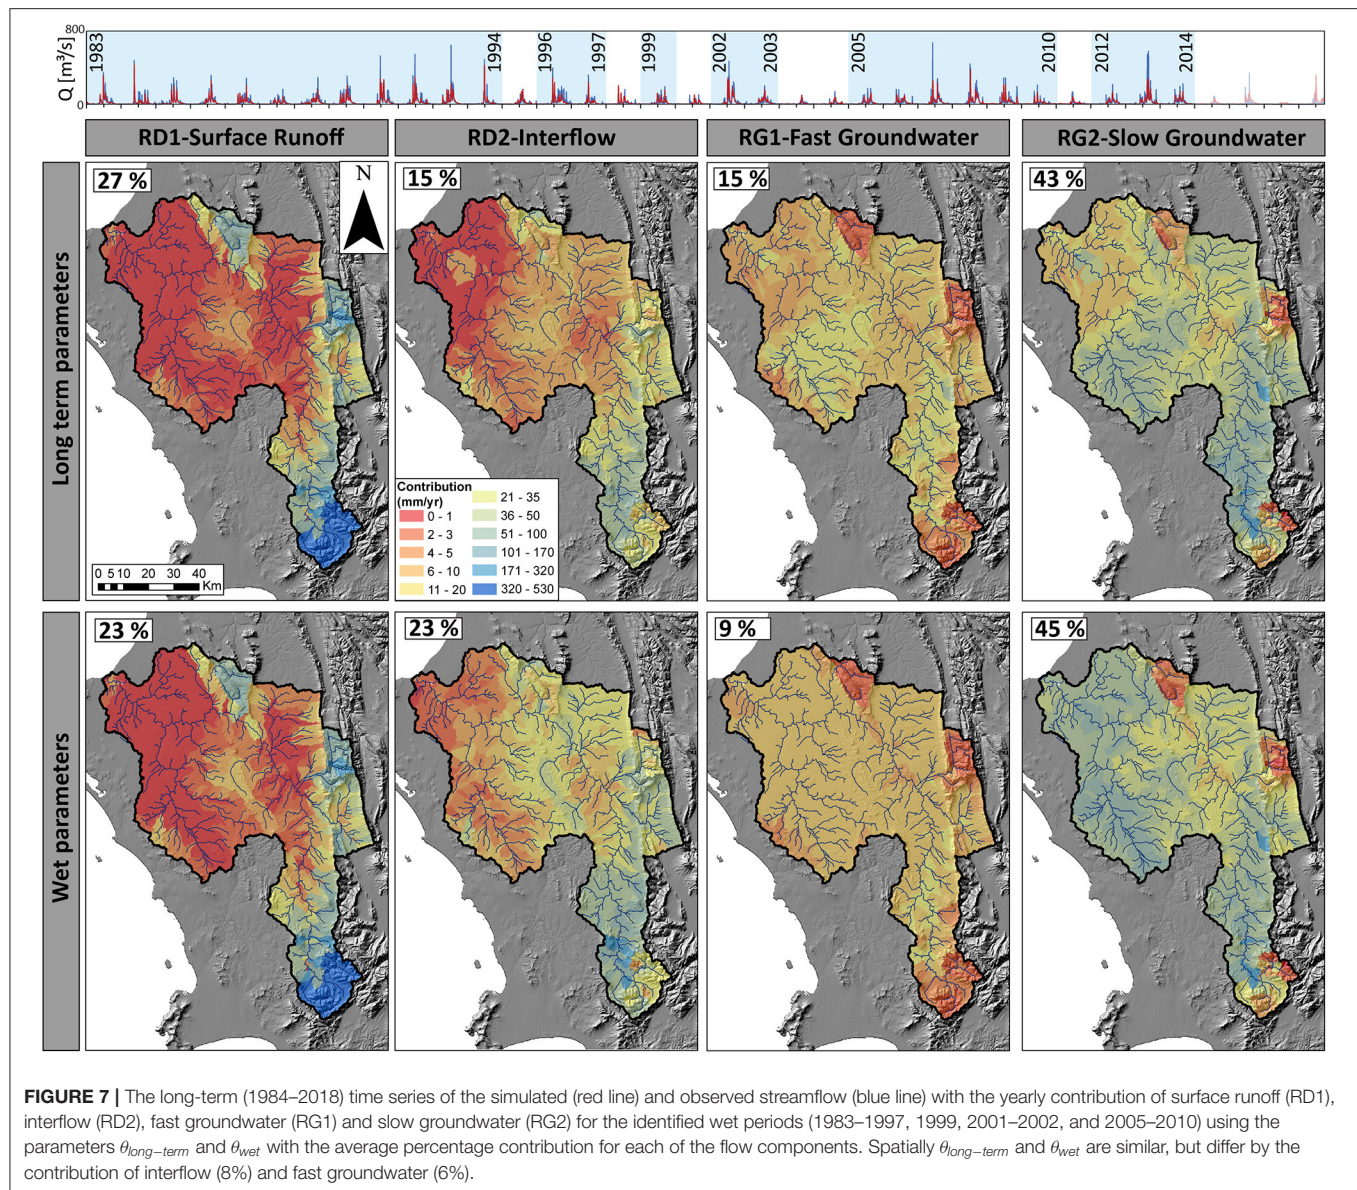 Q [m³/s]
800
0
1983
1994
1996
1997
1999
2002
2003
2005
2010
2012
2014
RD1-Surface Runoff
RD2-Interflow
RG1-Fast Groundwater
RG2-Slow Groundwater
Long term parameters
27 %
N
15 %
15 %
43 %
Contribution
(mm/yr)
0 - 1
2 - 3
4 - 5
6 - 10
11 - 20
21 - 35
36 - 50
51 - 100
101 - 170
171 - 320
320 - 530
0 5 10 20 30 40
Km
Wet parameters
23 %
23 %
9 %
45 %
FIGURE 7 | The long-term (1984–2018) time series of the simulated (red line) and observed streamflow (blue line) with the yearly contribution of surface runoff (RD1),
interflow (RD2), fast groundwater (RG1) and slow groundwater (RG2) for the identified wet periods (1983–1997, 1999, 2001–2002, and 2005–2010) using the
parameters θlong−term and θwet with the average percentage contribution for each of the flow components. Spatially θlong−term and θwet are similar, but differ by the
contribution of interflow (8%) and fast groundwater (6%).